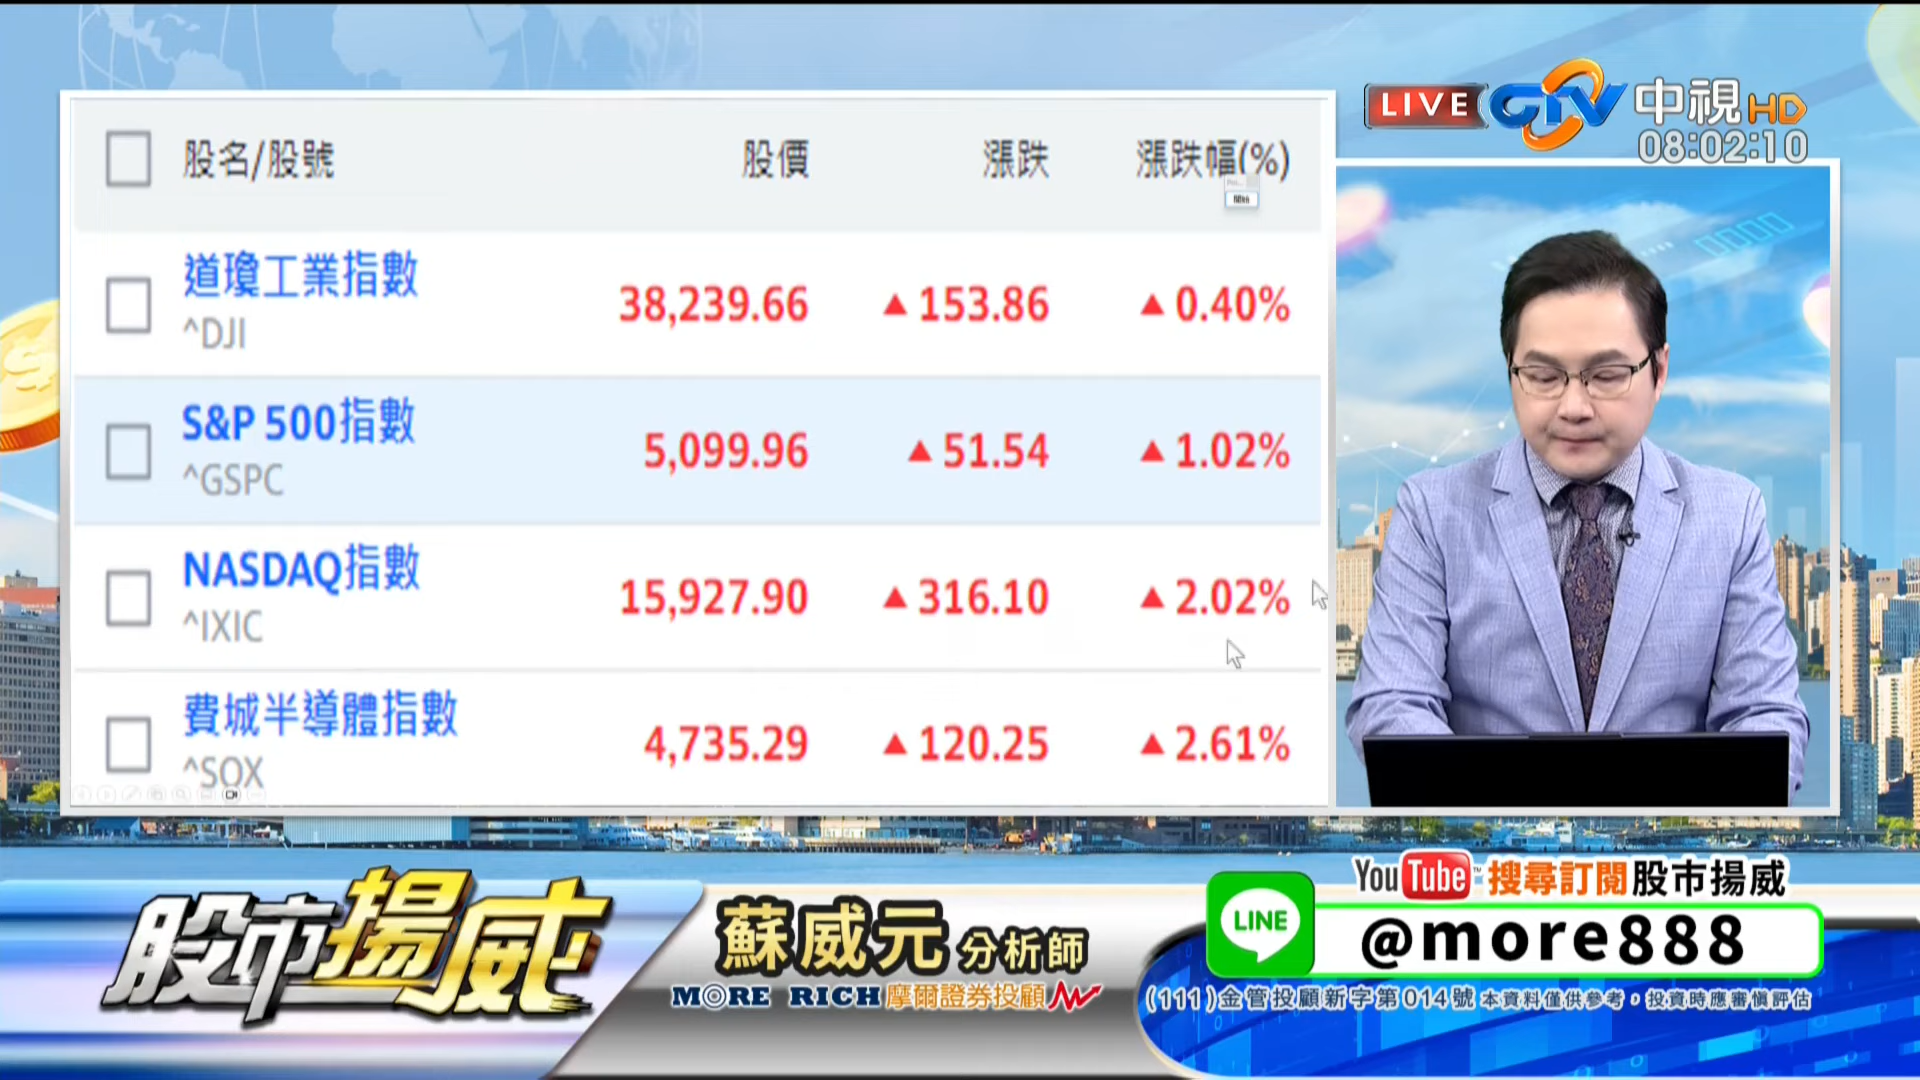 LIVE CTV 中視HD
08:02:10
股名/股號 股價 漲跌 漲跌幅(%)
開始
道瓊工業指數 38,239.66 ▲153.86 ▲0.40%
^DJI
S&P 500指數 5,099.96 ▲51.54 ▲1.02%
^GSPC
NASDAQ指數 15,927.90 ▲316.10 ▲2.02%
^IXIC
費城半導體指數 4,735.29 ▲120.25 ▲2.61%
^SOX
股市揚威
蘇威元 分析師
MORE RICH 摩爾證券投顧
YouTube™ 搜尋訂閱 股市揚威
LINE @more888
(111)金管投顧新字第014號 本資料僅供參考，投資時應審慎評估